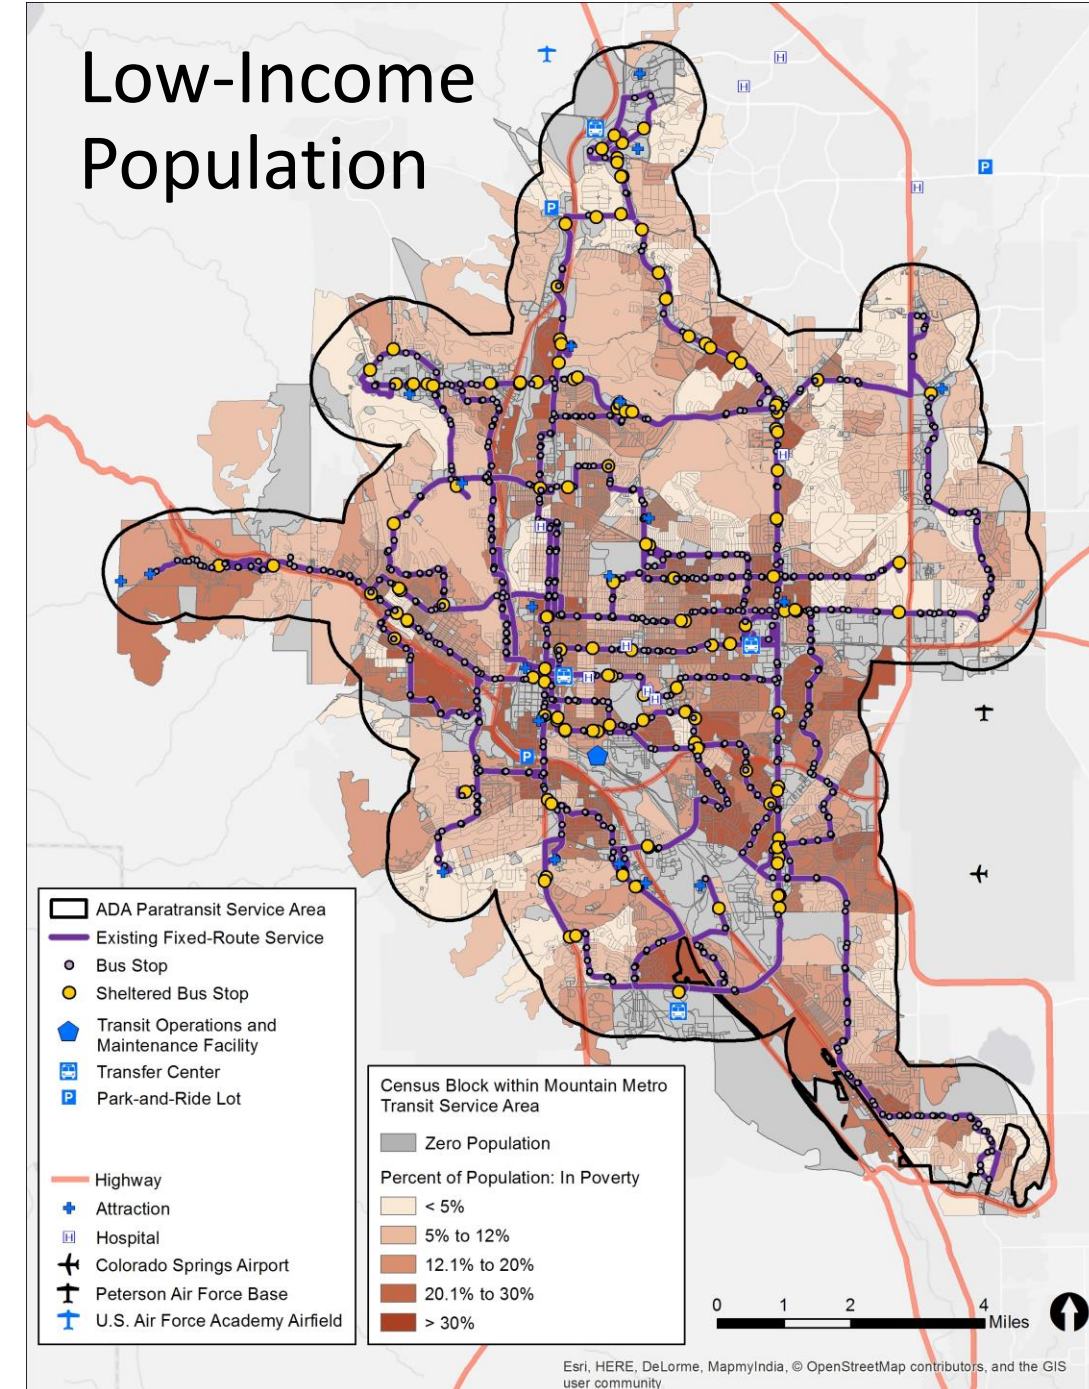 Low-Income
Population
H
H
P
H
P
H
H
H
H
H
H
P
ADA Paratransit Service Area
Existing Fixed-Route Service
Bus Stop
Sheltered Bus Stop
Transit Operations and
Maintenance Facility
Transfer Center
P Park-and-Ride Lot
Highway
Attraction
H Hospital
Colorado Springs Airport
Peterson Air Force Base
U.S. Air Force Academy Airfield
Census Block within Mountain Metro
Transit Service Area
Zero Population
Percent of Population: In Poverty
< 5%
5% to 12%
12.1% to 20%
20.1% to 30%
> 30%
0 1 2 4
Miles
Esri, HERE, DeLorme, MapmyIndia, © OpenStreetMap contributors, and the GIS
user community